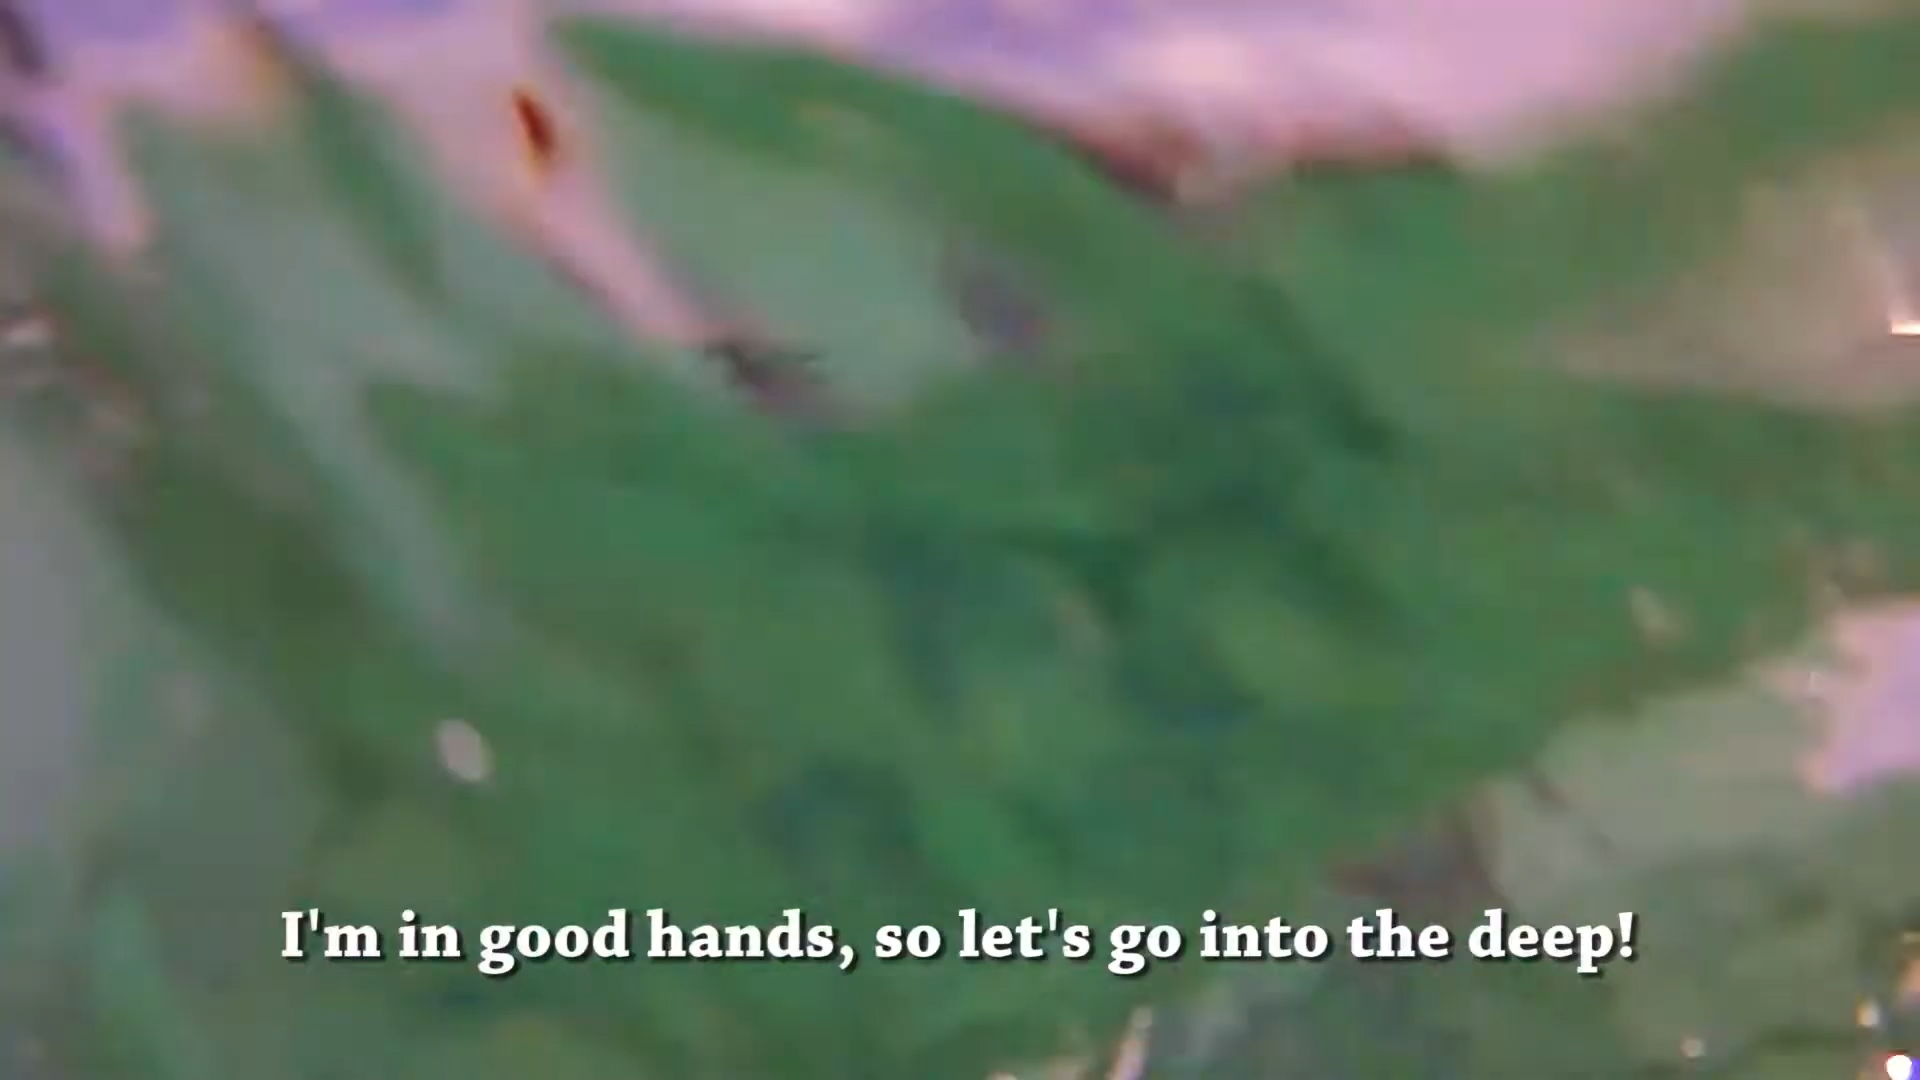 I'm in good hands, so let's go into the deep!